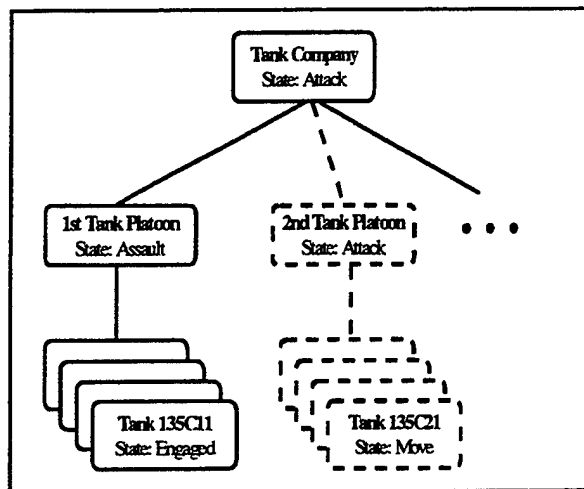 Tank Company
State: Attack
1st Tank Platoon
State: Assault
2nd Tank Platoon
State: Attack
• • •
Tank 135C11
State: Engaged
Tank 135C21
State: Move